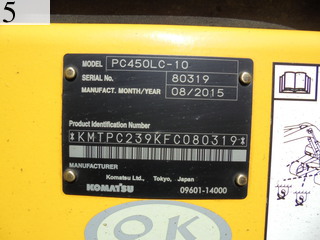 5
MODEL PC450LC-10
SERIAL NO. 80319
MANUFACT. MONTH/YEAR 08/2015
Product Identification Number
*KMTPC239KFC080319*
MANUFACTURER
Komatsu Ltd., Tokyo, Japan
KOMATSU 09601-14000
OK